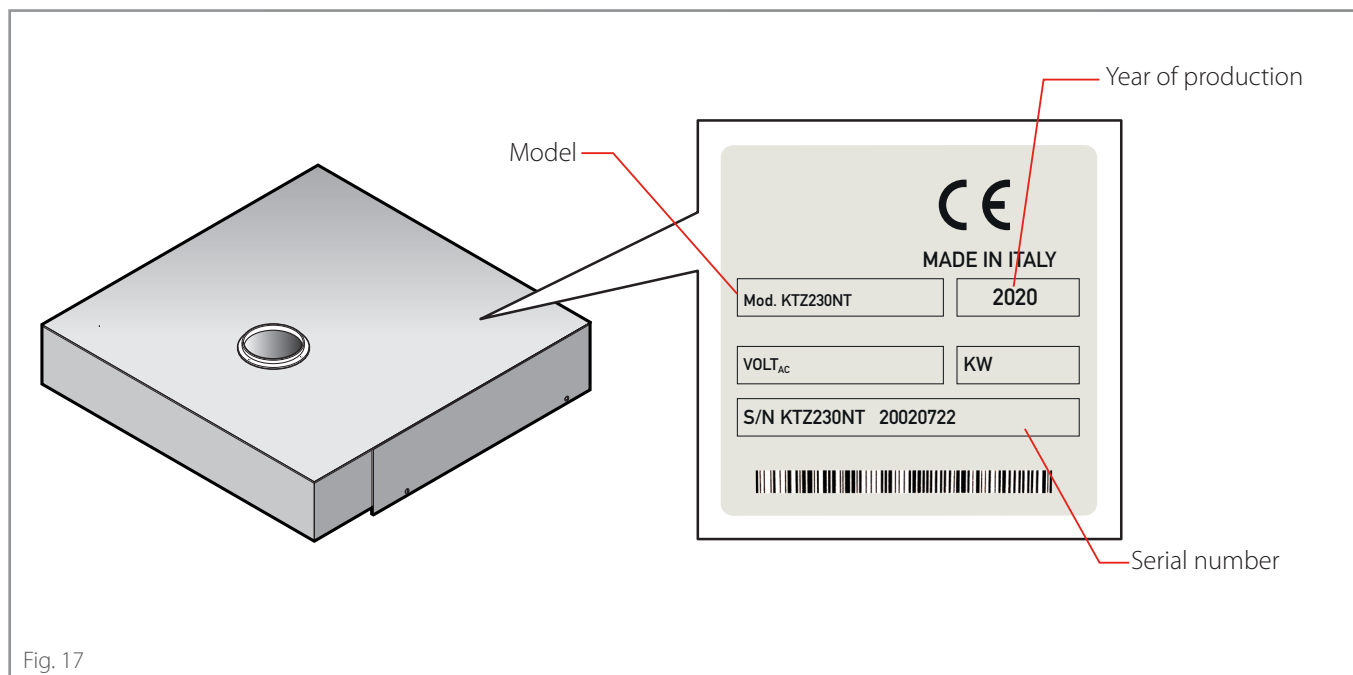 Year of production
Model
CE
MADE IN ITALY
Mod. KTZ230NT
2020
VOLTAC
KW
S/N KTZ230NT 20020722
Serial number
Fig. 17